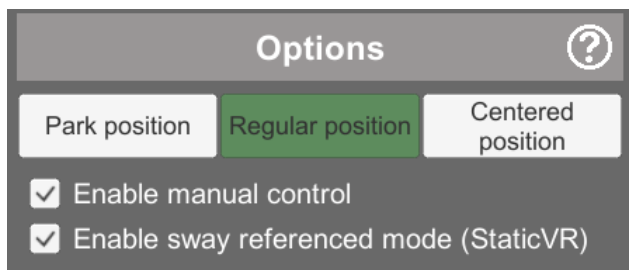 Options
?
Park position
Regular position
Centered
position
Enable manual control
Enable sway referenced mode (StaticVR)